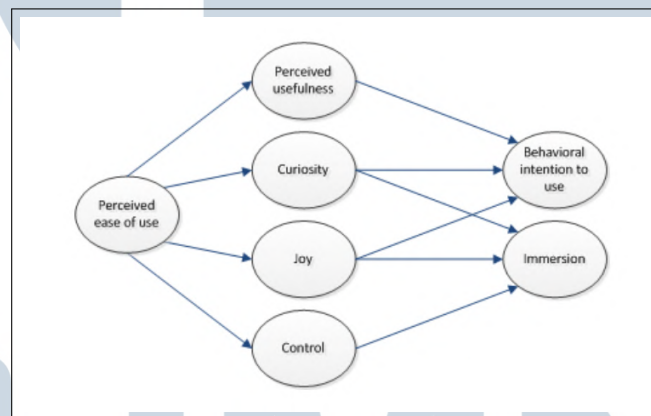 Perceived
usefulness
Curiosity
Behavioral
intention to
use
Perceived
ease of use
Joy
Immersion
Control